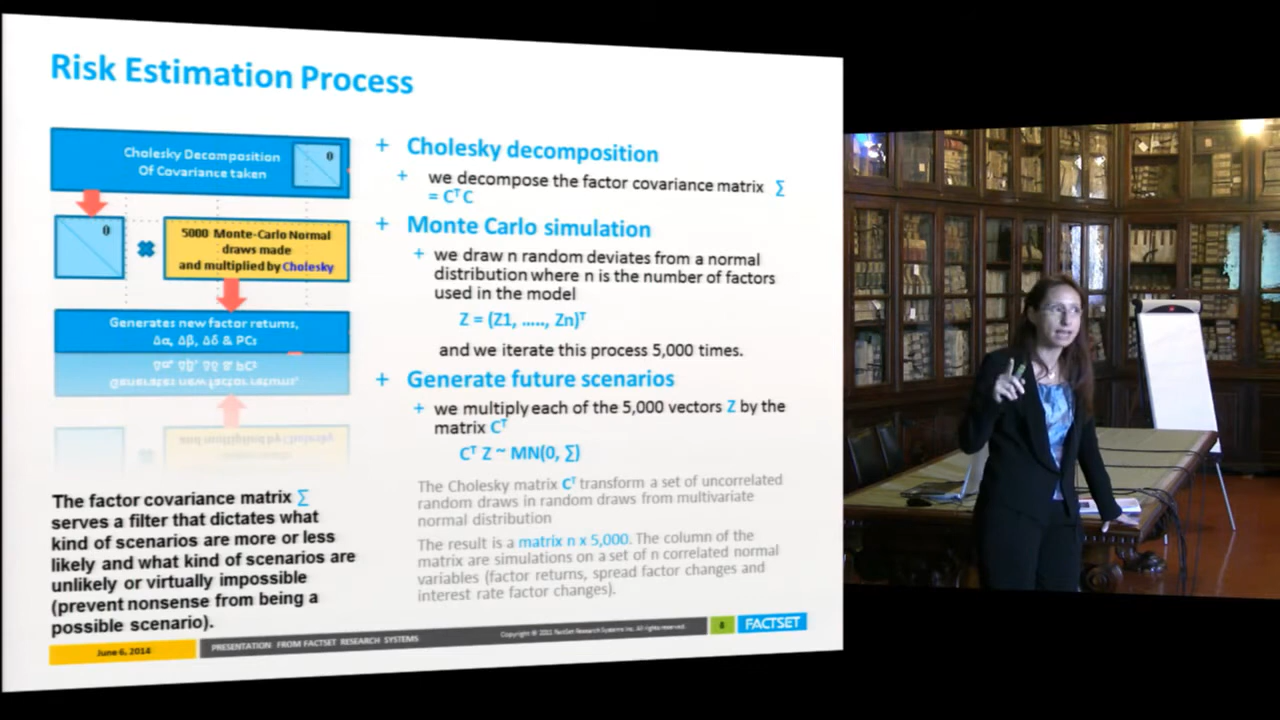 Risk Estimation Process
Cholesky Decomposition
Of Covariance taken
0
0
5000 Monte-Carlo Normal
draws made
and multiplied by Cholesky
Generates new factor returns,
Δα, Δβ, Δδ & PCs
The factor covariance matrix ∑
serves a filter that dictates what
kind of scenarios are more or less
likely and what kind of scenarios are
unlikely or virtually impossible
(prevent nonsense from being a
possible scenario).
+ Cholesky decomposition
+ we decompose the factor covariance matrix ∑
= CᵀC
+ Monte Carlo simulation
+ we draw n random deviates from a normal
distribution where n is the number of factors
used in the model
Z = (Z1, ....., Zn)ᵀ
and we iterate this process 5,000 times.
+ Generate future scenarios
+ we multiply each of the 5,000 vectors Z by the
matrix Cᵀ
Cᵀ Z ~ MN(0, ∑)
The Cholesky matrix Cᵀ transform a set of uncorrelated
random draws in random draws from multivariate
normal distribution
The result is a matrix n x 5,000. The column of the
matrix are simulations on a set of n correlated normal
variables (factor returns, spread factor changes and
interest rate factor changes).
June 6, 2014
PRESENTATION FROM FACTSET RESEARCH SYSTEMS
Copyright © 2011 FactSet Research Systems Inc. All rights reserved.
8
FACTSET